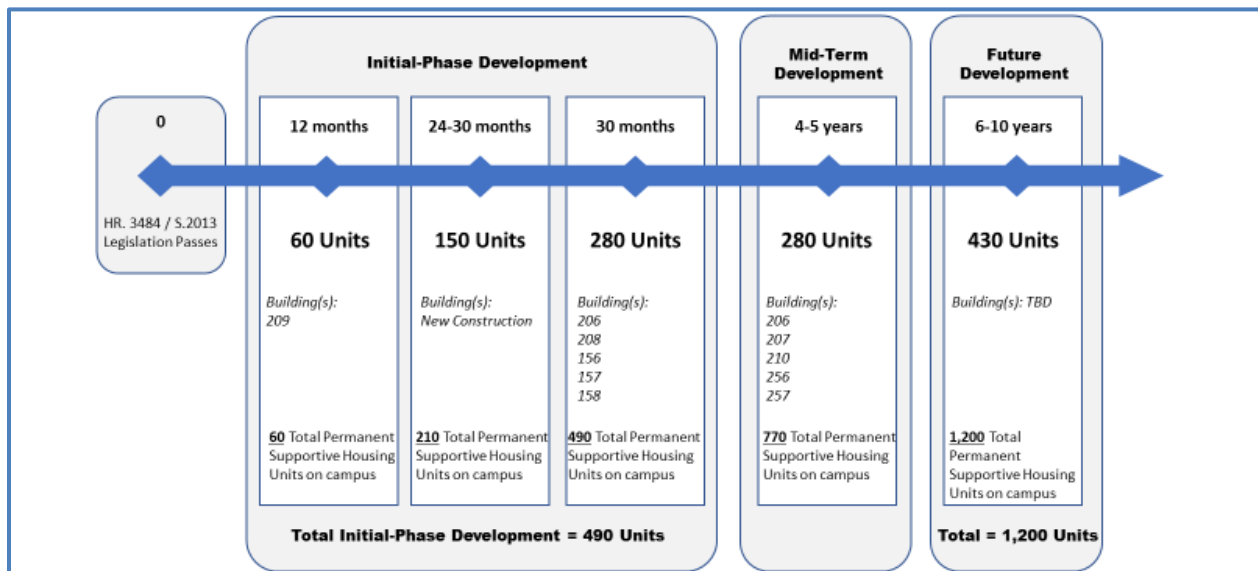 Initial-Phase Development
Mid-Term
Development
Future
Development
0
HR. 3484 / S.2013
Legislation Passes
12 months
60 Units
Building(s):
209
60 Total Permanent
Supportive Housing
Units on campus
24-30 months
150 Units
Building(s):
New Construction
210 Total Permanent
Supportive Housing
Units on campus
30 months
280 Units
Building(s):
206
208
156
157
158
490 Total Permanent
Supportive Housing
Units on campus
Total Initial-Phase Development = 490 Units
4-5 years
280 Units
Building(s):
206
207
210
256
257
770 Total Permanent
Supportive Housing
Units on campus
6-10 years
430 Units
Building(s): TBD
1,200 Total
Permanent
Supportive Housing
Units on campus
Total = 1,200 Units